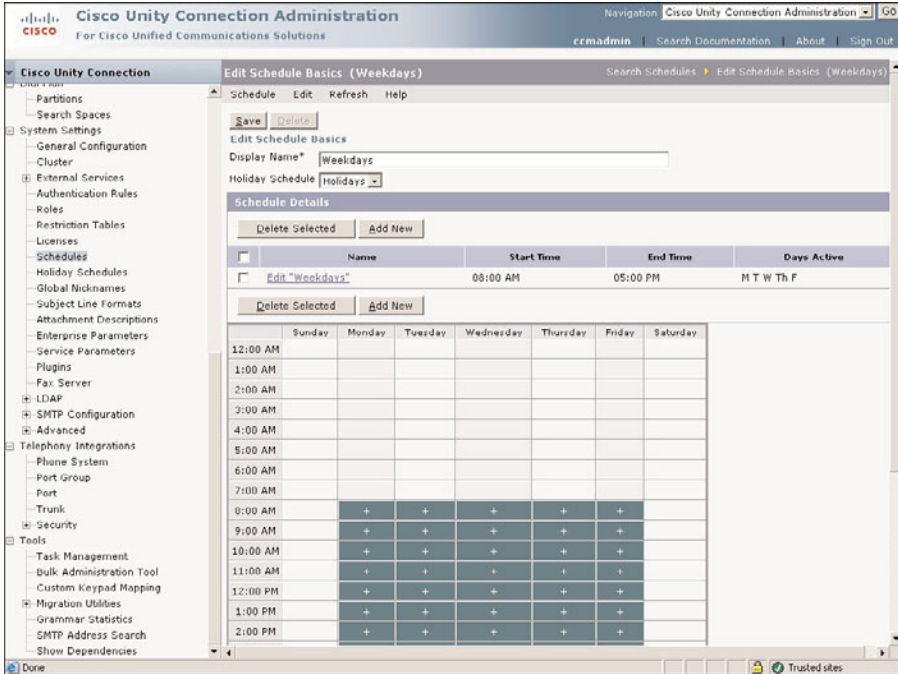 Cisco Unity Connection Administration
For Cisco Unified Communications Solutions
Navigation Cisco Unity Connection Administration GO
ccmadmin | Search Documentation | About | Sign Out
CISCO
Cisco Unity Connection
Partitions
Search Spaces
System Settings
General Configuration
Cluster
External Services
Authentication Rules
Roles
Restriction Tables
Licenses
Schedules
Holiday Schedules
Global Nicknames
Subject Line Formats
Attachment Descriptions
Enterprise Parameters
Service Parameters
Plugins
Fax Server
LDAP
SMTP Configuration
Advanced
Telephony Integrations
Phone System
Port Group
Port
Trunk
Security
Tools
Task Management
Bulk Administration Tool
Custom Keypad Mapping
Migration Utilities
Grammar Statistics
SMTP Address Search
Show Dependencies
Edit Schedule Basics (Weekdays)
Search Schedules Edit Schedule Basics (Weekdays)
Schedule Edit Refresh Help
Save Delete
Edit Schedule Basics
Display Name* Weekdays
Holiday Schedule Holidays
Schedule Details
Delete Selected Add New
Name Start Time End Time Days Active
Edit "Weekdays" 08:00 AM 05:00 PM M T W Th F
Delete Selected Add New
Sunday Monday Tuesday Wednesday Thursday Friday Saturday
12:00 AM
1:00 AM
2:00 AM
3:00 AM
4:00 AM
5:00 AM
6:00 AM
7:00 AM
8:00 AM + + + + +
9:00 AM + + + + +
10:00 AM + + + + +
11:00 AM + + + + +
12:00 PM + + + + +
1:00 PM + + + + +
2:00 PM + + + + +
Done
Trusted sites